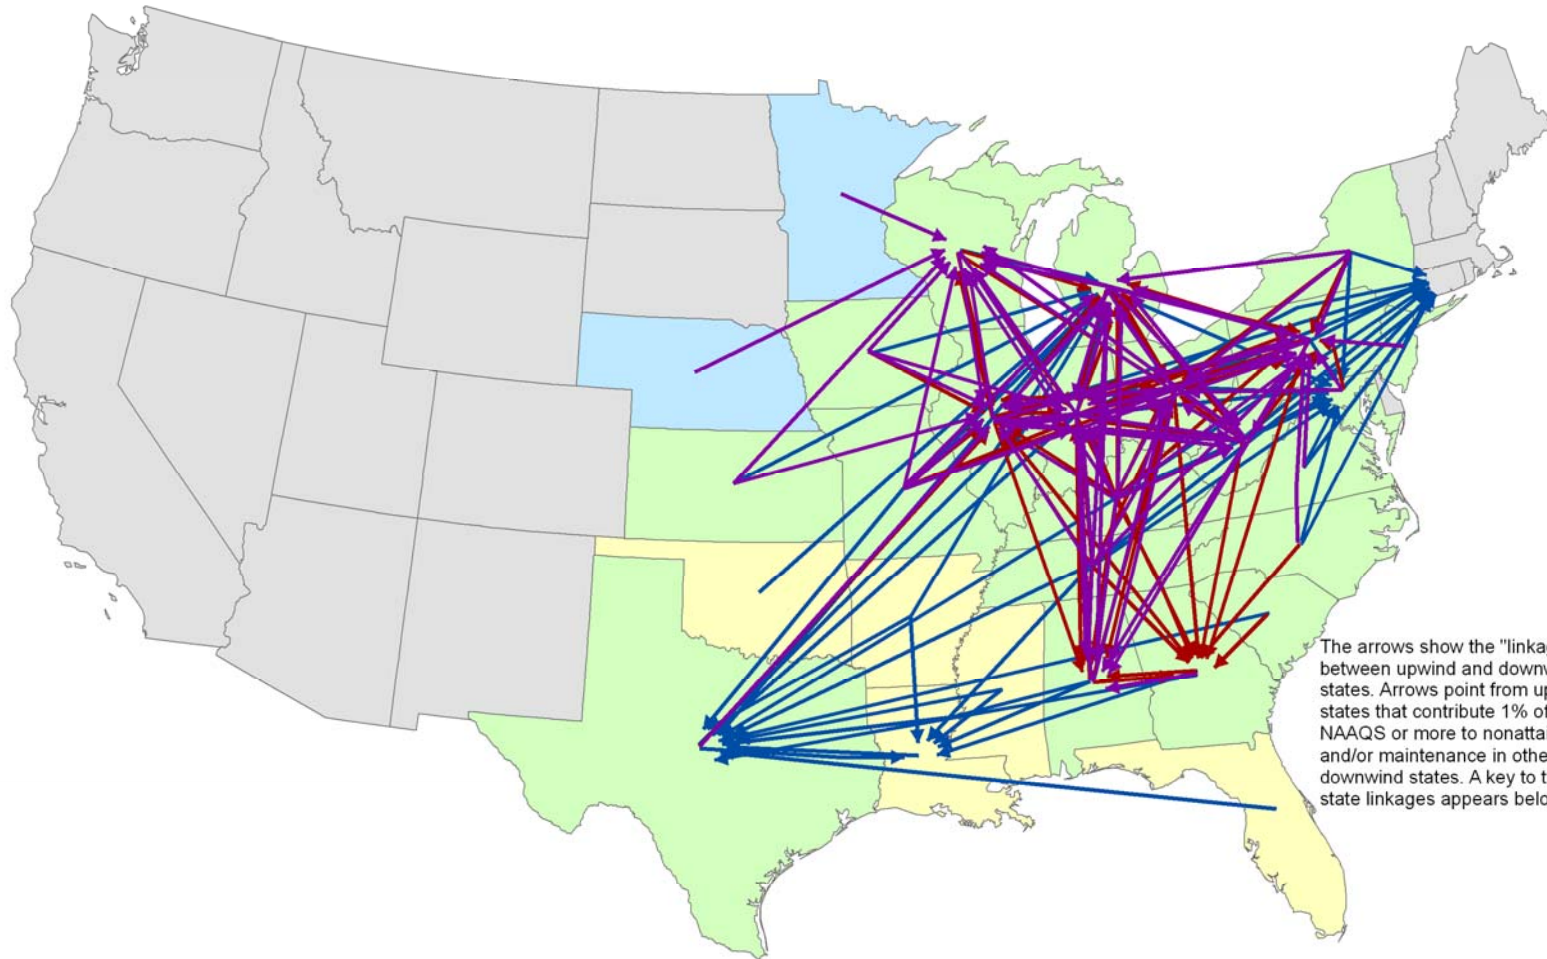 The arrows show the "linka
between upwind and downw
states. Arrows point from up
states that contribute 1% of
NAAQS or more to nonattai
and/or maintenance in othe
downwind states. A key to t
state linkages appears belo